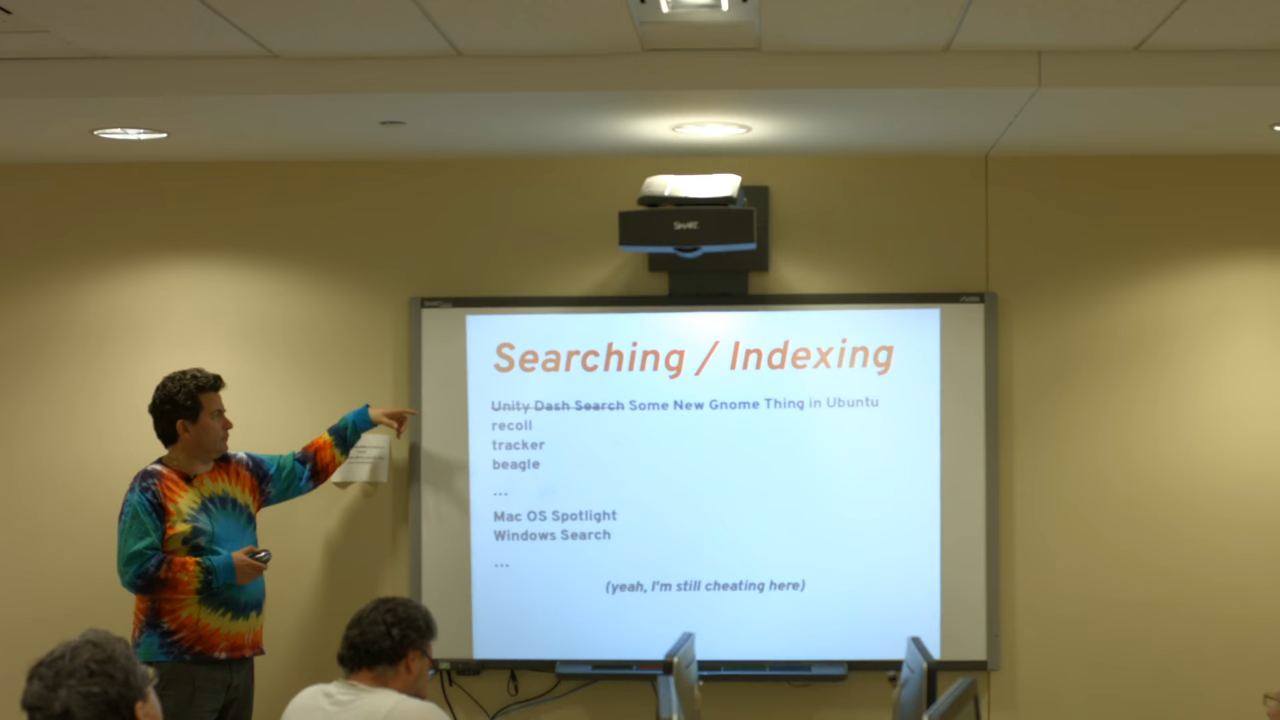 SMART
Searching / Indexing
Unity Dash Search Some New Gnome Thing in Ubuntu
recoll
tracker
beagle
...
Mac OS Spotlight
Windows Search
...
(yeah, I'm still cheating here)